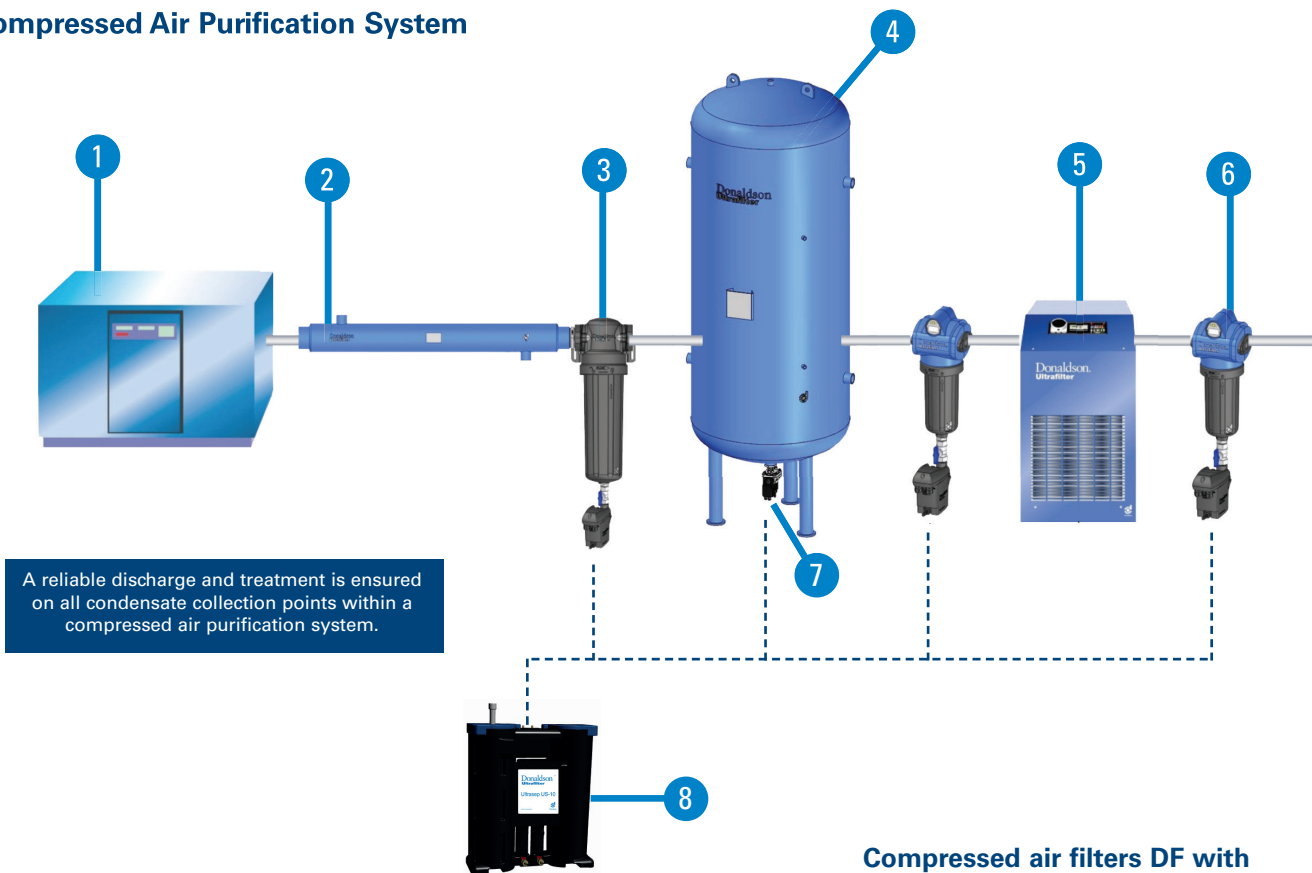 ompressed Air Purification System
4
1
2
3
5
6
Donaldson
Ultrafilter
Donaldson.
Ultrafilter
7
A reliable discharge and treatment is ensured
on all condensate collection points within a
compressed air purification system.
Donaldson
Ultrafilter
Ultrasep US-10
8
Compressed air filters DF with